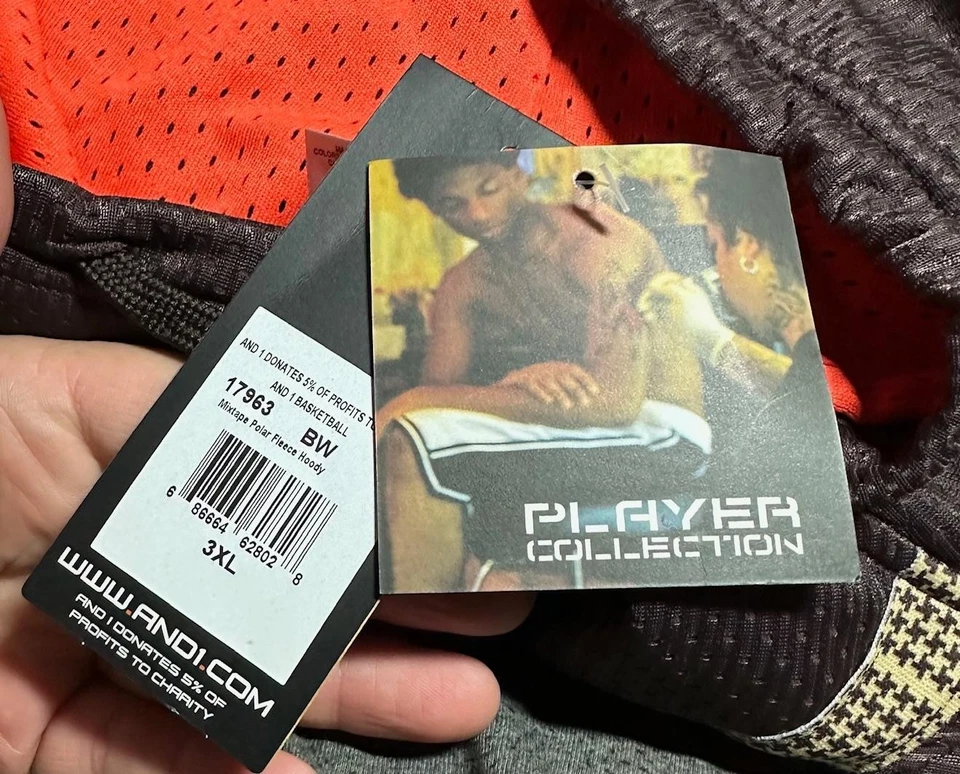 AND 1 DONATES 5% OF PROFITS TO
AND 1 BASKETBALL
17963 BW
Mixtape Polar Fleece Hoody
6 86664 62802 8
3XL
WWW.AND1.COM
AND 1 DONATES 5% OF
PROFITS TO CHARITY
PLAYER
COLLECTION